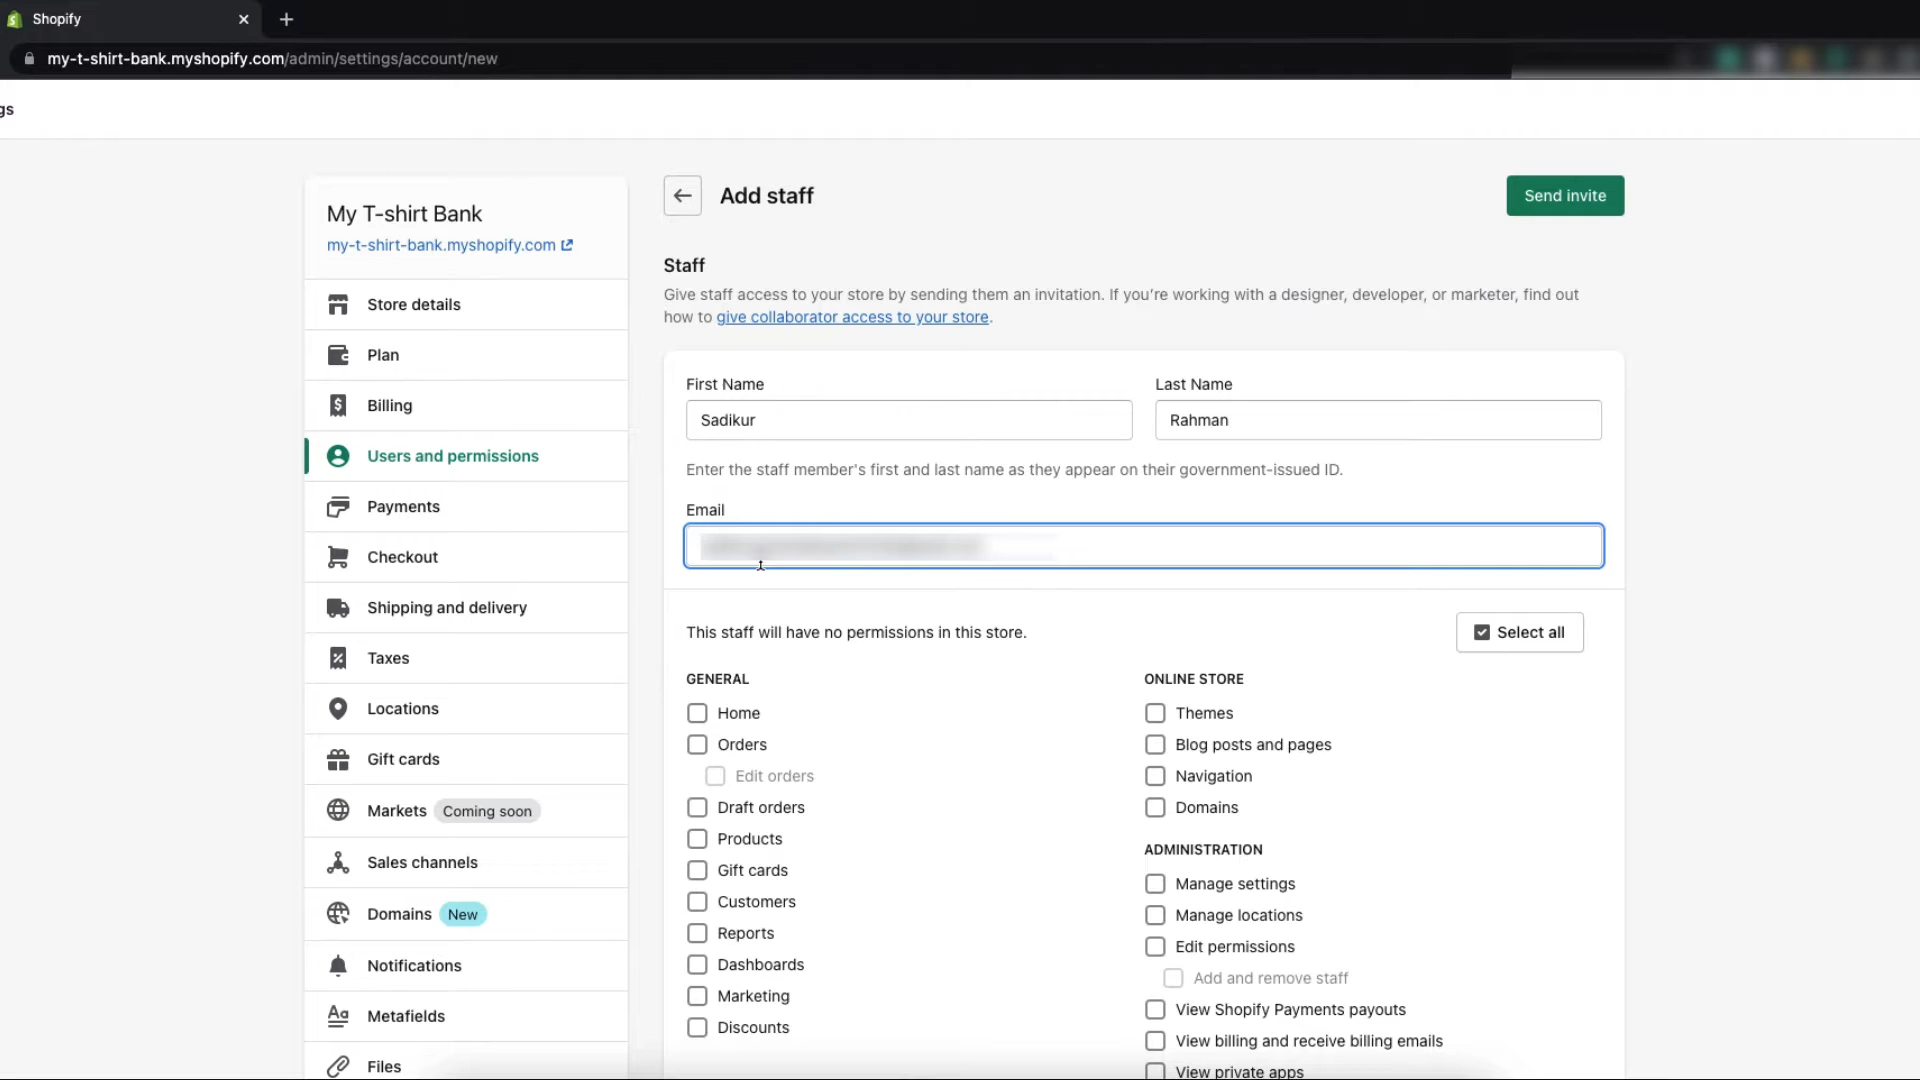 Shopify
my-t-shirt-bank.myshopify.com/admin/settings/account/new
gs
My T-shirt Bank
my-t-shirt-bank.myshopify.com
Store details
Plan
Billing
Users and permissions
Payments
Checkout
Shipping and delivery
Taxes
Locations
Gift cards
Markets Coming soon
Sales channels
Domains New
Notifications
Metafields
Files
Add staff
Send invite
Staff
Give staff access to your store by sending them an invitation. If you’re working with a designer, developer, or marketer, find out
how to give collaborator access to your store.
First Name
Last Name
Sadikur
Rahman
Enter the staff member's first and last name as they appear on their government-issued ID.
Email
This staff will have no permissions in this store.
Select all
GENERAL
Home
Orders
Edit orders
Draft orders
Products
Gift cards
Customers
Reports
Dashboards
Marketing
Discounts
ONLINE STORE
Themes
Blog posts and pages
Navigation
Domains
ADMINISTRATION
Manage settings
Manage locations
Edit permissions
Add and remove staff
View Shopify Payments payouts
View billing and receive billing emails
View private apps